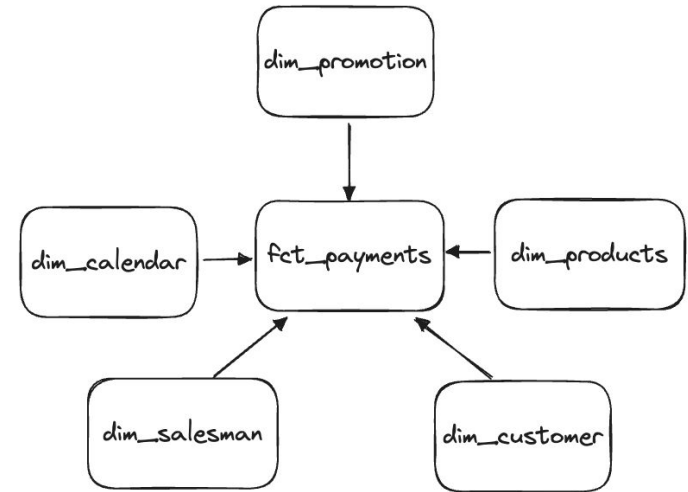 dim_promotion
dim_calendar
fct_payments
dim_products
dim_salesman
dim_customer